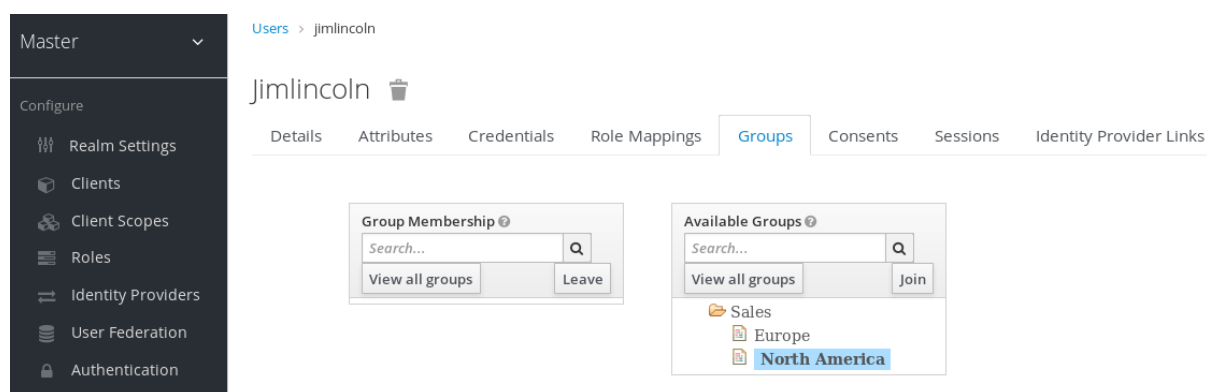 Master
Users > jimlincoln
Jimlincoln
Configure
Realm Settings
Clients
Client Scopes
Roles
Identity Providers
User Federation
Authentication
Details Attributes Credentials Role Mappings Groups Consents Sessions Identity Provider Links
Group Membership
Search...
View all groups Leave
Available Groups
Search...
View all groups Join
Sales
Europe
North America